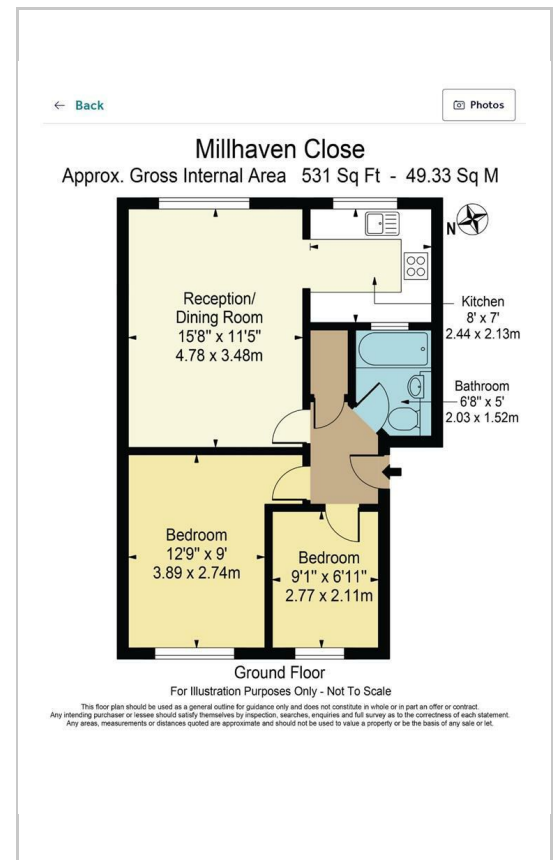 ← Back
Photos
Millhaven Close
Approx. Gross Internal Area 531 Sq Ft - 49.33 Sq M
N
Reception/
Dining Room
15'8" x 11'5"
4.78 x 3.48m
Kitchen
8' x 7'
2.44 x 2.13m
Bathroom
6'8" x 5'
2.03 x 1.52m
Bedroom
12'9" x 9'
3.89 x 2.74m
Bedroom
9'1" x 6'11"
2.77 x 2.11m
Ground Floor
For Illustration Purposes Only - Not To Scale
This floor plan should be used as a general outline for guidance only and does not constitute in whole or in part an offer or contract.
Any intending purchaser or lessee should satisfy themselves by inspection, searches, enquiries and full survey as to the correctness of each statement.
Any areas, measurements or distances quoted are approximate and should not be used to value a property or be the basis of any sale or let.